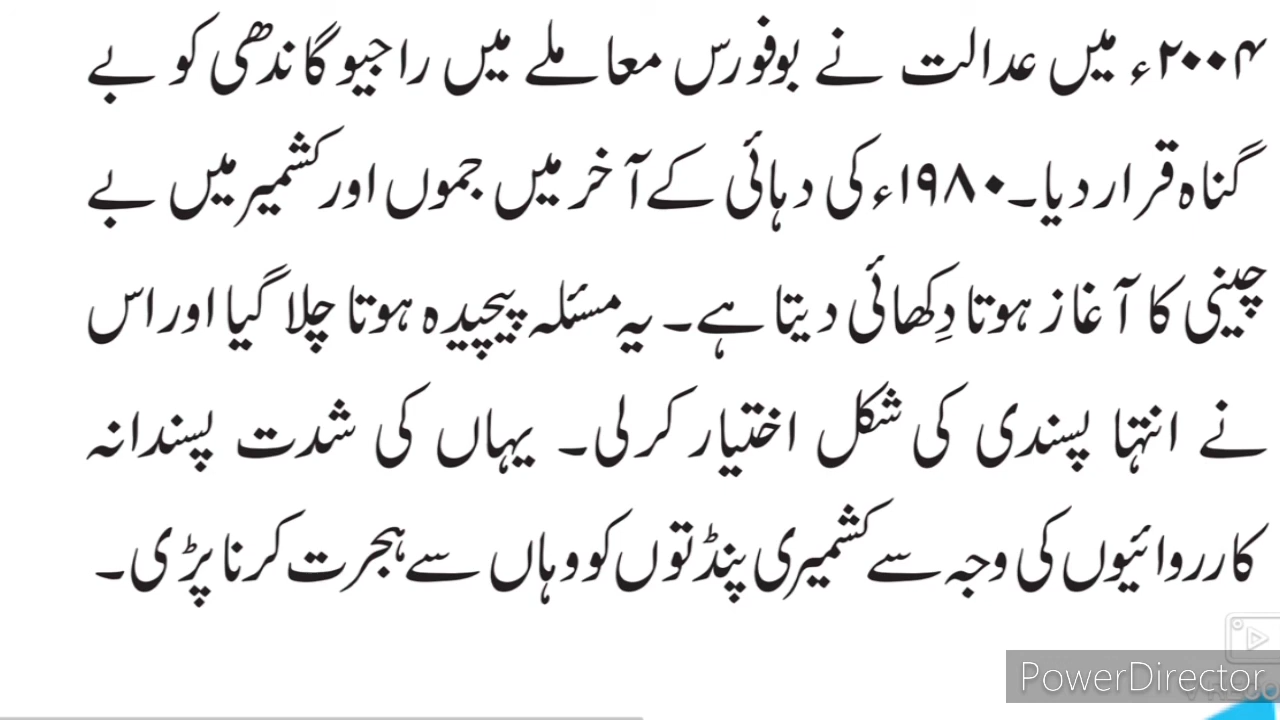 ۲۰۰۴ء میں عدالت نے بوفورس معاملے میں راجیو گاندھی کو بے
گناہ قرار دیا۔ ۱۹۸۰ء کی دہائی کے آخر میں جموں اور کشمیر میں بے
چینی کا آغاز ہوتا دِکھائی دیتا ہے۔ یہ مسئلہ پیچیدہ ہوتا چلا گیا اور اس
نے انتہا پسندی کی شکل اختیار کرلی۔ یہاں کی شدت پسندانہ
کارروائیوں کی وجہ سے کشمیری پنڈتوں کو وہاں سے ہجرت کرنا پڑی۔
PowerDirector